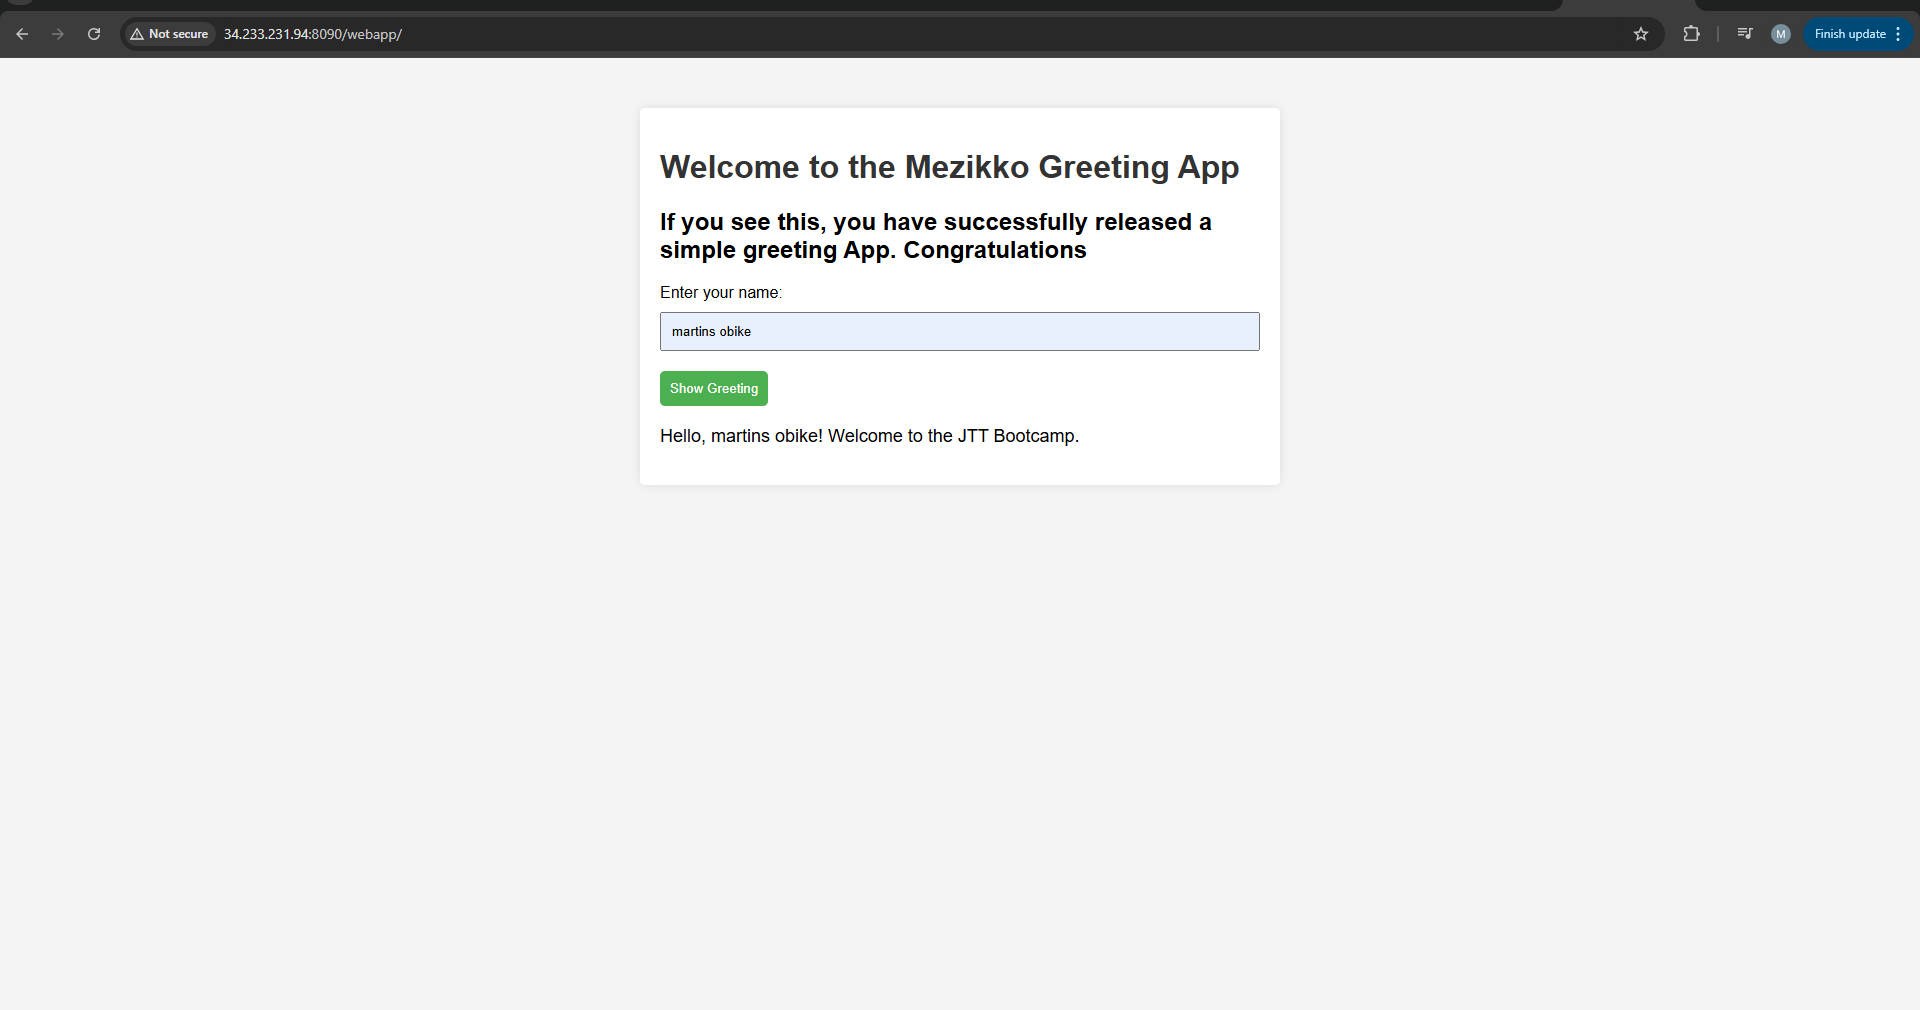 Not secure 34.233.231.94:8090/webapp/ M Finish update
Welcome to the Mezikko Greeting App
If you see this, you have successfully released a
simple greeting App. Congratulations
Enter your name:
martins obike
Show Greeting
Hello, martins obike! Welcome to the JTT Bootcamp.